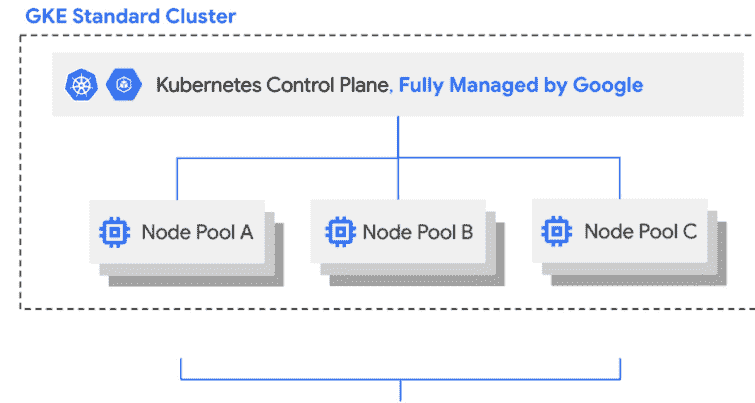 GKE Standard Cluster
Kubernetes Control Plane, Fully Managed by Google
Node Pool A
Node Pool B
Node Pool C